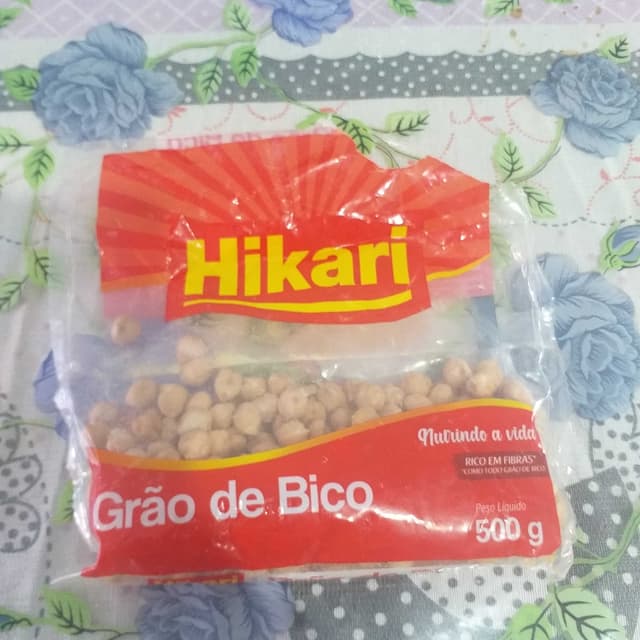 Hikari
Nutrindo a vida
RICO EM FIBRAS*
*COMO TODO GRÃO DE BICO
Grão de Bico
Peso Líquido
500 g